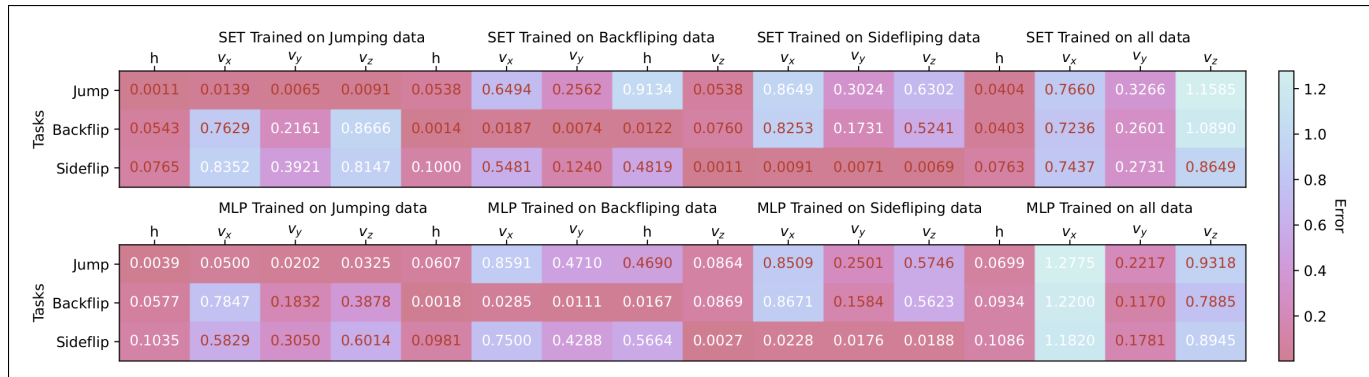 SET Trained on Jumping data SET Trained on Backfliping data SET Trained on Sidefliping data SET Trained on all data
h vx vy vz h vx vy h vz vx vy vz h vx vy vz
Jump 0.0011 0.0139 0.0065 0.0091 0.0538 0.6494 0.2562 0.9134 0.0538 0.8649 0.3024 0.6302 0.0404 0.7660 0.3266 1.1585
Backflip 0.0543 0.7629 0.2161 0.8666 0.0014 0.0187 0.0074 0.0122 0.0760 0.8253 0.1731 0.5241 0.0403 0.7236 0.2601 1.0890
Sideflip 0.0765 0.8352 0.3921 0.8147 0.1000 0.5481 0.1240 0.4819 0.0011 0.0091 0.0071 0.0069 0.0763 0.7437 0.2731 0.8649
Tasks
MLP Trained on Jumping data MLP Trained on Backfliping data MLP Trained on Sidefliping data MLP Trained on all data
h vx vy vz h vx vy h vz vx vy vz h vx vy vz
Jump 0.0039 0.0500 0.0202 0.0325 0.0607 0.8591 0.4710 0.4690 0.0864 0.8509 0.2501 0.5746 0.0699 1.2775 0.2217 0.9318
Backflip 0.0577 0.7847 0.1832 0.3878 0.0018 0.0285 0.0111 0.0167 0.0869 0.8671 0.1584 0.5623 0.0934 1.2200 0.1170 0.7885
Sideflip 0.1035 0.5829 0.3050 0.6014 0.0981 0.7500 0.4288 0.5664 0.0027 0.0228 0.0176 0.0188 0.1086 1.1820 0.1781 0.8945
Tasks
1.2
1.0
0.8
0.6
0.4
0.2
Error